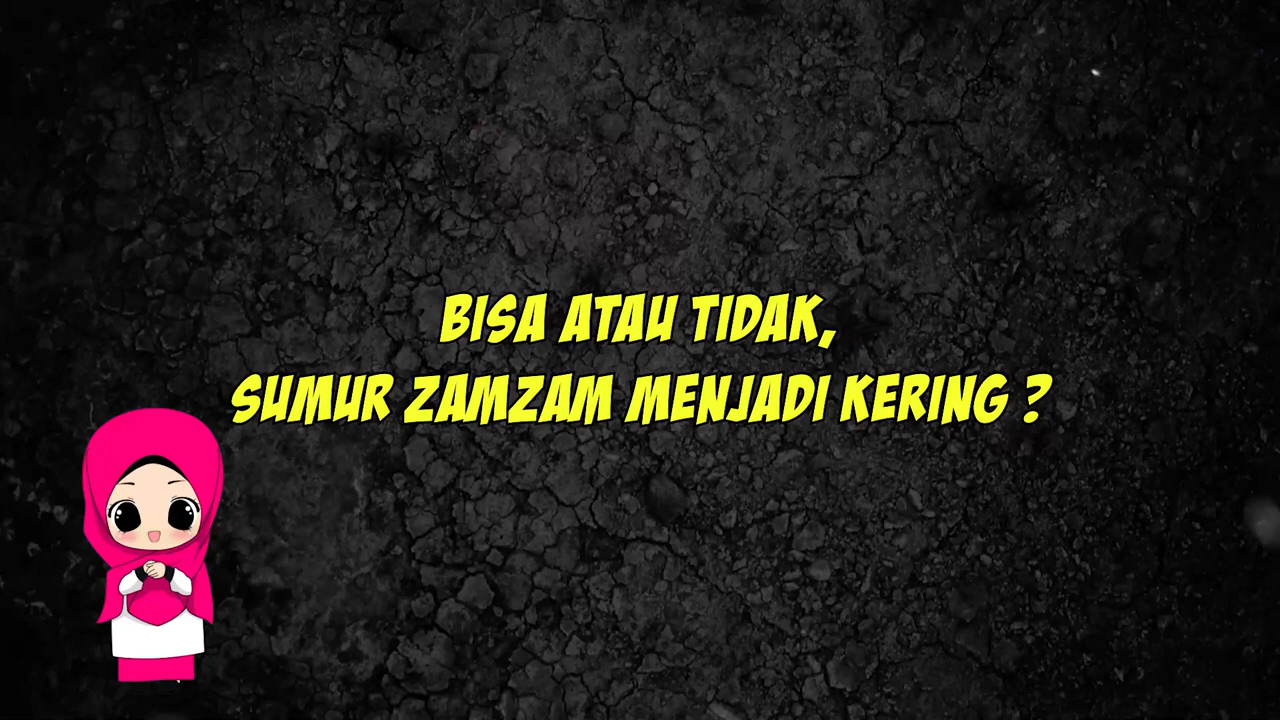 BISA ATAU TIDAK,
SUMUR ZAMZAM MENJADI KERING ?